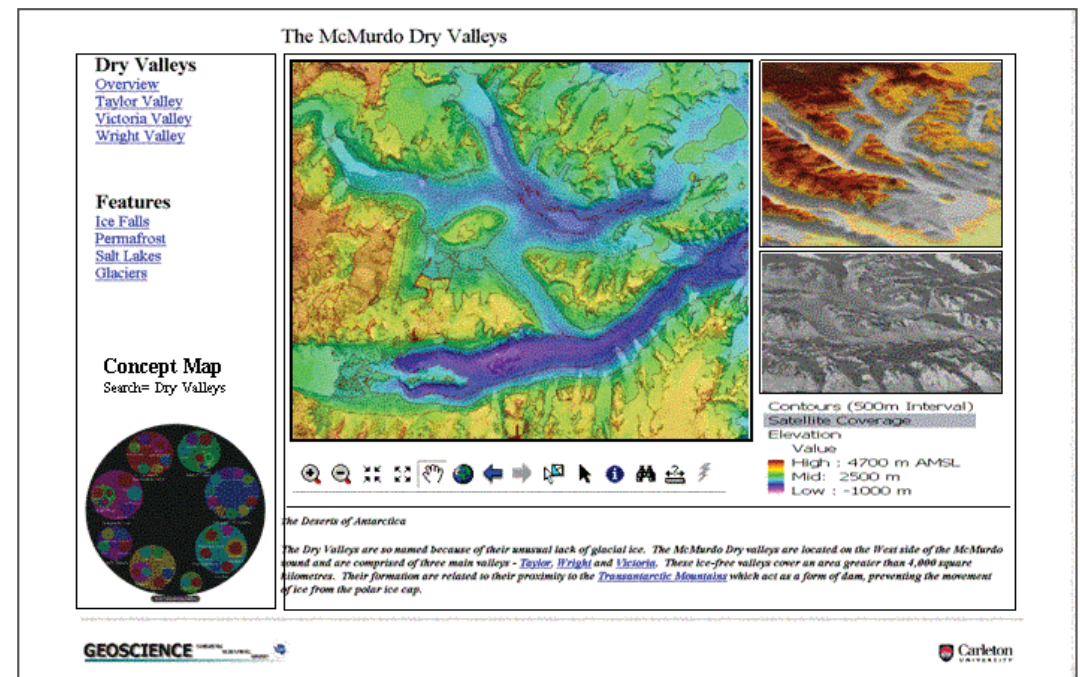 The McMurdo Dry Valleys
Dry Valleys
Overview
Taylor Valley
Victoria Valley
Wright Valley
Features
Ice Falls
Permafrost
Salt Lakes
Glaciers
Concept Map
Search= Dry Valleys
Contours (500m Interval)
Satellite Coverage
Elevation
Value
High : 4700 m AMSL
Mid: 2500 m
Low : -1000 m
the Deserts of Antarctica
The Dry Valleys are so named because of their unusual lack of glacial ice. The McMurdo Dry valleys are located on the West side of the McMurdo
sound and are comprised of three main valleys - Taylor, Wright and Victoria. These ice-free valleys cover an area greater than 4,000 square
kilometres. Their formation are related to their proximity to the Transantarctic Mountains which act as a form of dam, preventing the movement
of ice from the polar ice cap.
GEOSCIENCE
Carleton
UNIVERSITY